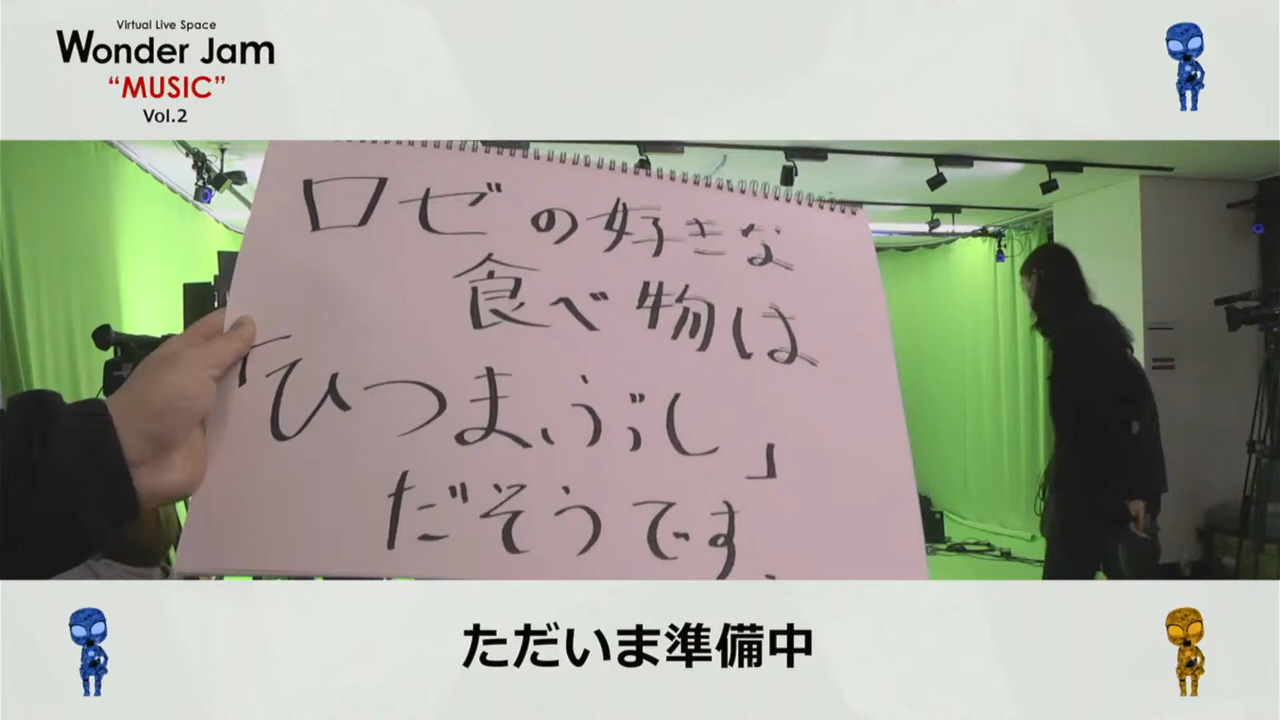 Virtual Live Space
Wonder Jam
“MUSIC”
Vol.2
ロゼの好きな
食べ物は
「ひつまぶし」
だそうです.
ただいま準備中